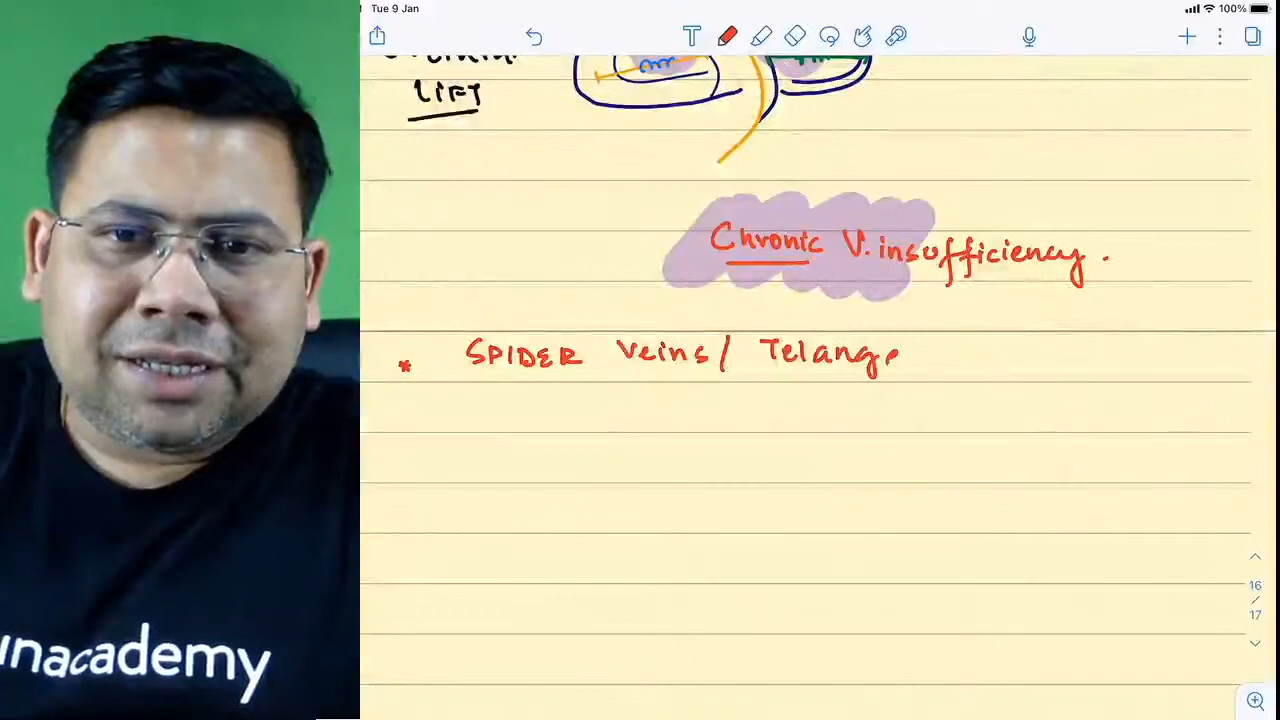 Tue 9 Jan
100%
LIFT
Chronic V. insufficiency.
* SPIDER Veins/ Telang
16
17
unacademy